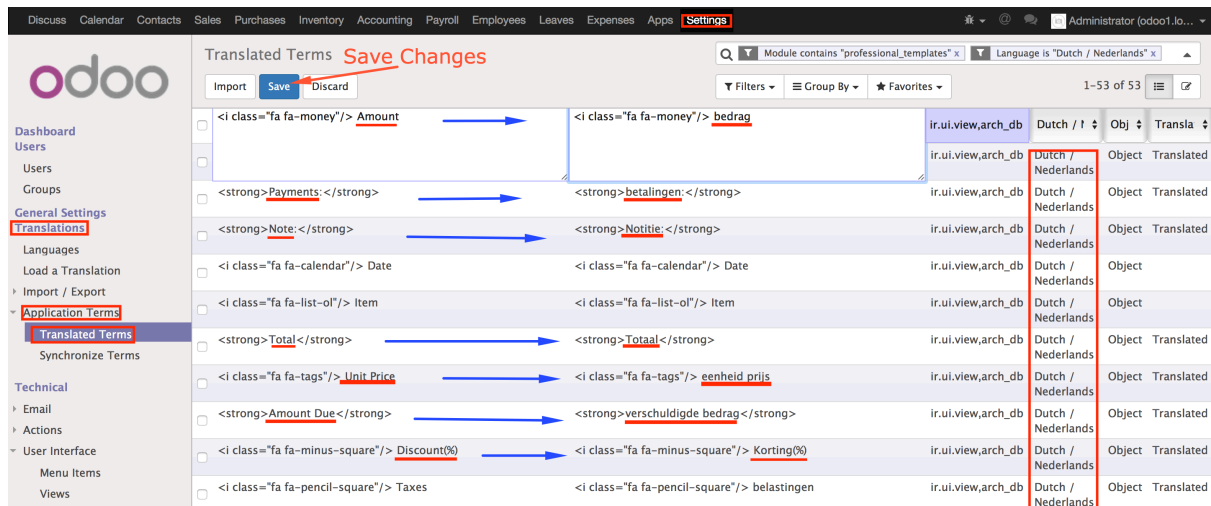 Discuss Calendar Contacts Sales Purchases Inventory Accounting Payroll Employees Leaves Expenses Apps Settings @ Administrator (odoo1.lo...
odoo
Translated Terms Save Changes
Module contains "professional_templates" x Language is "Dutch / Nederlands" x
Import Save Discard
Filters Group By Favorites 1-53 of 53
Dashboard
Users
Users
Groups
General Settings
Translations
Languages
Load a Translation
Import / Export
Application Terms
Translated Terms
Synchronize Terms
Technical
Email
Actions
User Interface
Menu Items
Views
<i class="fa fa-money"/> Amount <i class="fa fa-money"/> bedrag ir.ui.view,arch_db Dutch / Obj Transla
ir.ui.view,arch_db Dutch / Object Translated
Nederlands
<strong>Payments:</strong> <strong>betalingen:</strong> ir.ui.view,arch_db Dutch / Object Translated
Nederlands
<strong>Note:</strong> <strong>Notitie:</strong> ir.ui.view,arch_db Dutch / Object Translated
Nederlands
<i class="fa fa-calendar"/> Date <i class="fa fa-calendar"/> Date ir.ui.view,arch_db Dutch / Object
Nederlands
<i class="fa fa-list-ol"/> Item <i class="fa fa-list-ol"/> Item ir.ui.view,arch_db Dutch / Object
Nederlands
<strong>Total</strong> <strong>Totaal</strong> ir.ui.view,arch_db Dutch / Object Translated
Nederlands
<i class="fa fa-tags"/> Unit Price <i class="fa fa-tags"/> eenheid prijs ir.ui.view,arch_db Dutch / Object Translated
Nederlands
<strong>Amount Due</strong> <strong>verschuldigde bedrag</strong> ir.ui.view,arch_db Dutch / Object Translated
Nederlands
<i class="fa fa-minus-square"/> Discount(%) <i class="fa fa-minus-square"/> Korting(%) ir.ui.view,arch_db Dutch / Object Translated
Nederlands
<i class="fa fa-pencil-square"/> Taxes <i class="fa fa-pencil-square"/> belastingen ir.ui.view,arch_db Dutch / Object Translated
Nederlands